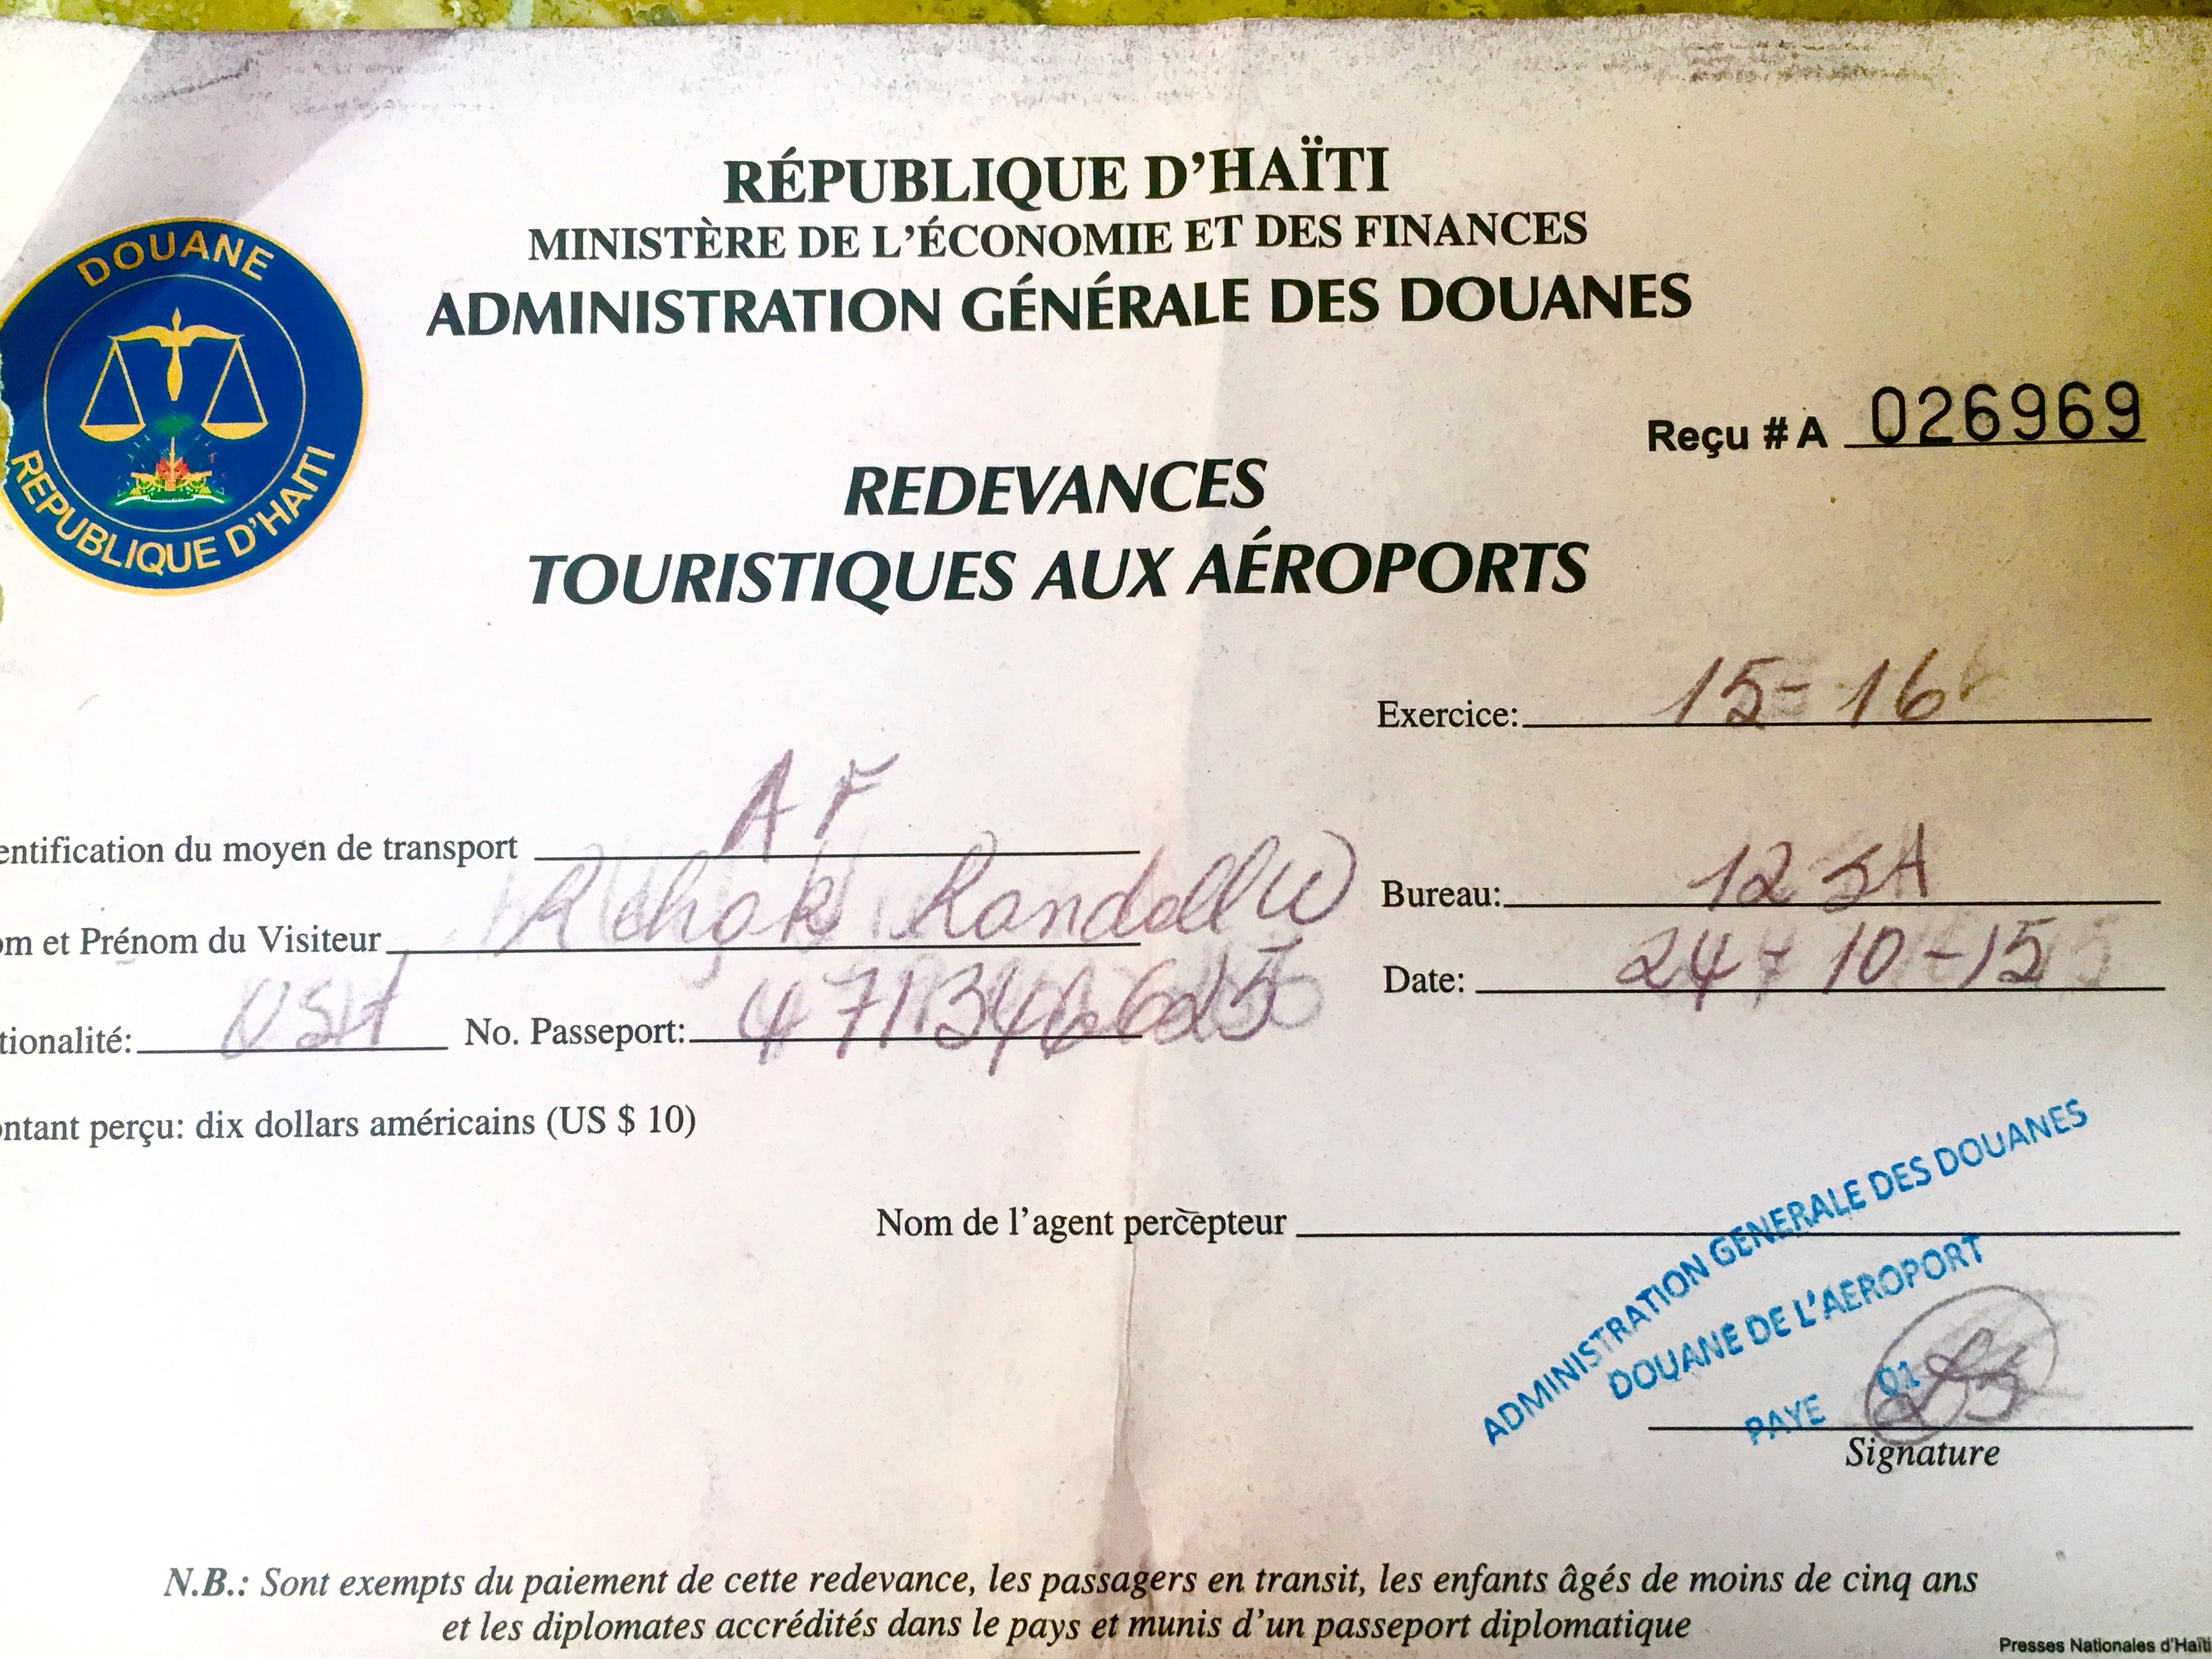 RÉPUBLIQUE D'HAÏTI
MINISTÈRE DE L'ÉCONOMIE ET DES FINANCES
ADMINISTRATION GÉNÉRALE DES DOUANES
DOUANE
REPUBLIQUE D'HAITI
Reçu # A 026969
REDEVANCES
TOURISTIQUES AUX AÉROPORTS
Exercice: 15-16
entification du moyen de transport
Bureau: 12 SA
om et Prénom du Visiteur Randall W
Date: 24-10-15
tionalité: USA No. Passeport: 471346625
ontant perçu: dix dollars américains (US $ 10)
Nom de l'agent percepteur
ADMINISTRATION GENERALE DES DOUANES
DOUANE DE L'AEROPORT
PAYE 01
Signature
N.B.: Sont exempts du paiement de cette redevance, les passagers en transit, les enfants âgés de moins de cinq ans
et les diplomates accrédités dans le pays et munis d'un passeport diplomatique
Presses Nationales d'Haïti